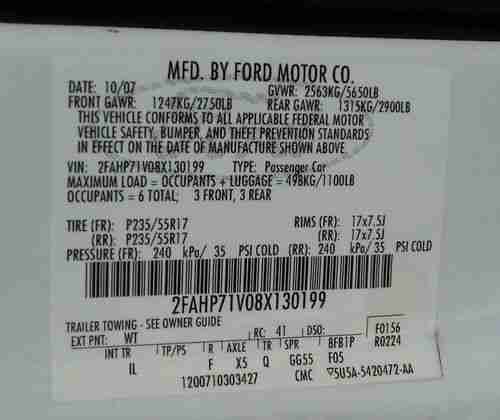 MFD. BY FORD MOTOR CO.
DATE: 10/07 GVWR: 2563KG/5650LB
FRONT GAWR: 1247KG/2750LB REAR GAWR: 1315KG/2900LB
THIS VEHICLE CONFORMS TO ALL APPLICABLE FEDERAL MOTOR
VEHICLE SAFETY, BUMPER, AND THEFT PREVENTION STANDARDS
IN EFFECT ON THE DATE OF MANUFACTURE SHOWN ABOVE.
VIN: 2FAHP71V08X130199 TYPE: Passenger Car
MAXIMUM LOAD = OCCUPANTS + LUGGAGE = 498KG/1100LB
OCCUPANTS = 6 TOTAL; 3 FRONT, 3 REAR
TIRE (FR): P235/55R17 RIMS (FR): 17x7.5J
(RR): P235/55R17 (RR): 17x7.5J
PRESSURE (FR): 240 kPa/ 35 PSI COLD (RR): 240 kPa/ 35 PSI COLD
2FAHP71V08X130199
TRAILER TOWING - SEE OWNER GUIDE
EXT PNT: WT RC: 41 DSO: F0156
INT TR TP/PS R AXLE TR SPR BFB1P R0224
IL F X5 Q GG55 F05
1200710303427 CMC 5U5A-5420472-AA